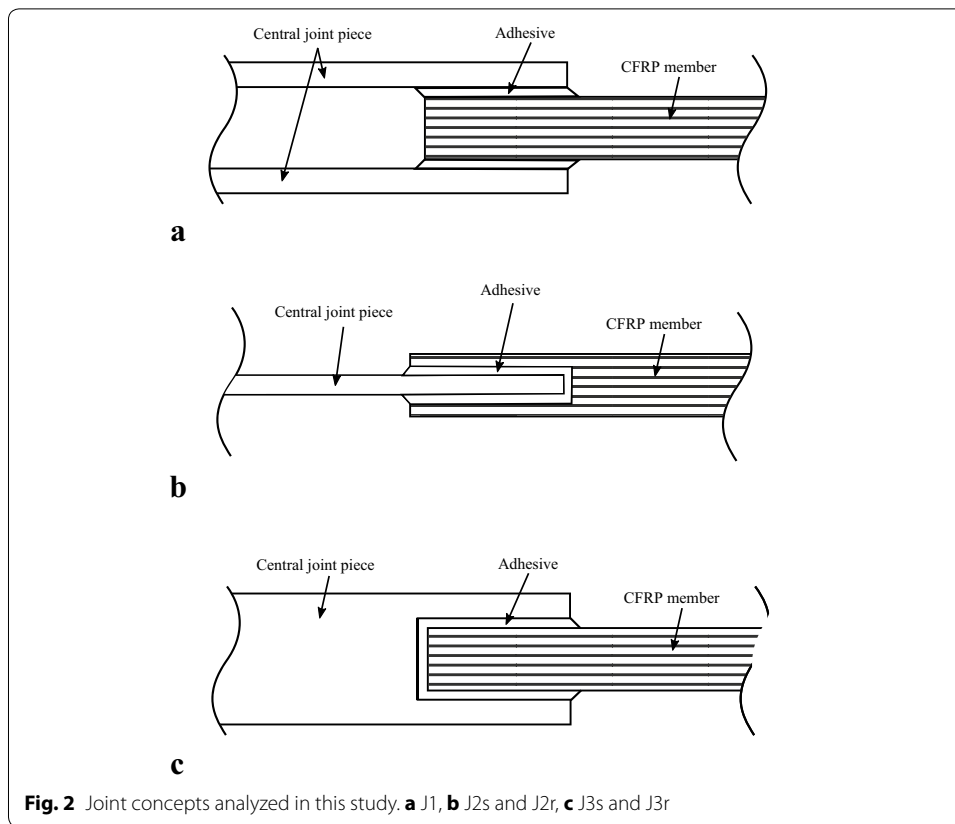 Central joint piece
Adhesive
CFRP member
a
Central joint piece
Adhesive
CFRP member
b
Central joint piece
Adhesive
CFRP member
c
Fig. 2 Joint concepts analyzed in this study. a J1, b J2s and J2r, c J3s and J3r